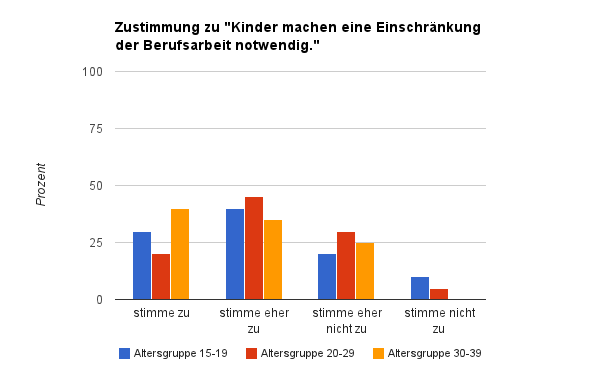 Zustimmung zu "Kinder machen eine Einschränkung
der Berufsarbeit notwendig."
100
75
50
25
0
Prozent
stimme zu
stimme eher
zu
stimme eher
nicht zu
stimme nicht
zu
Altersgruppe 15-19
Altersgruppe 20-29
Altersgruppe 30-39